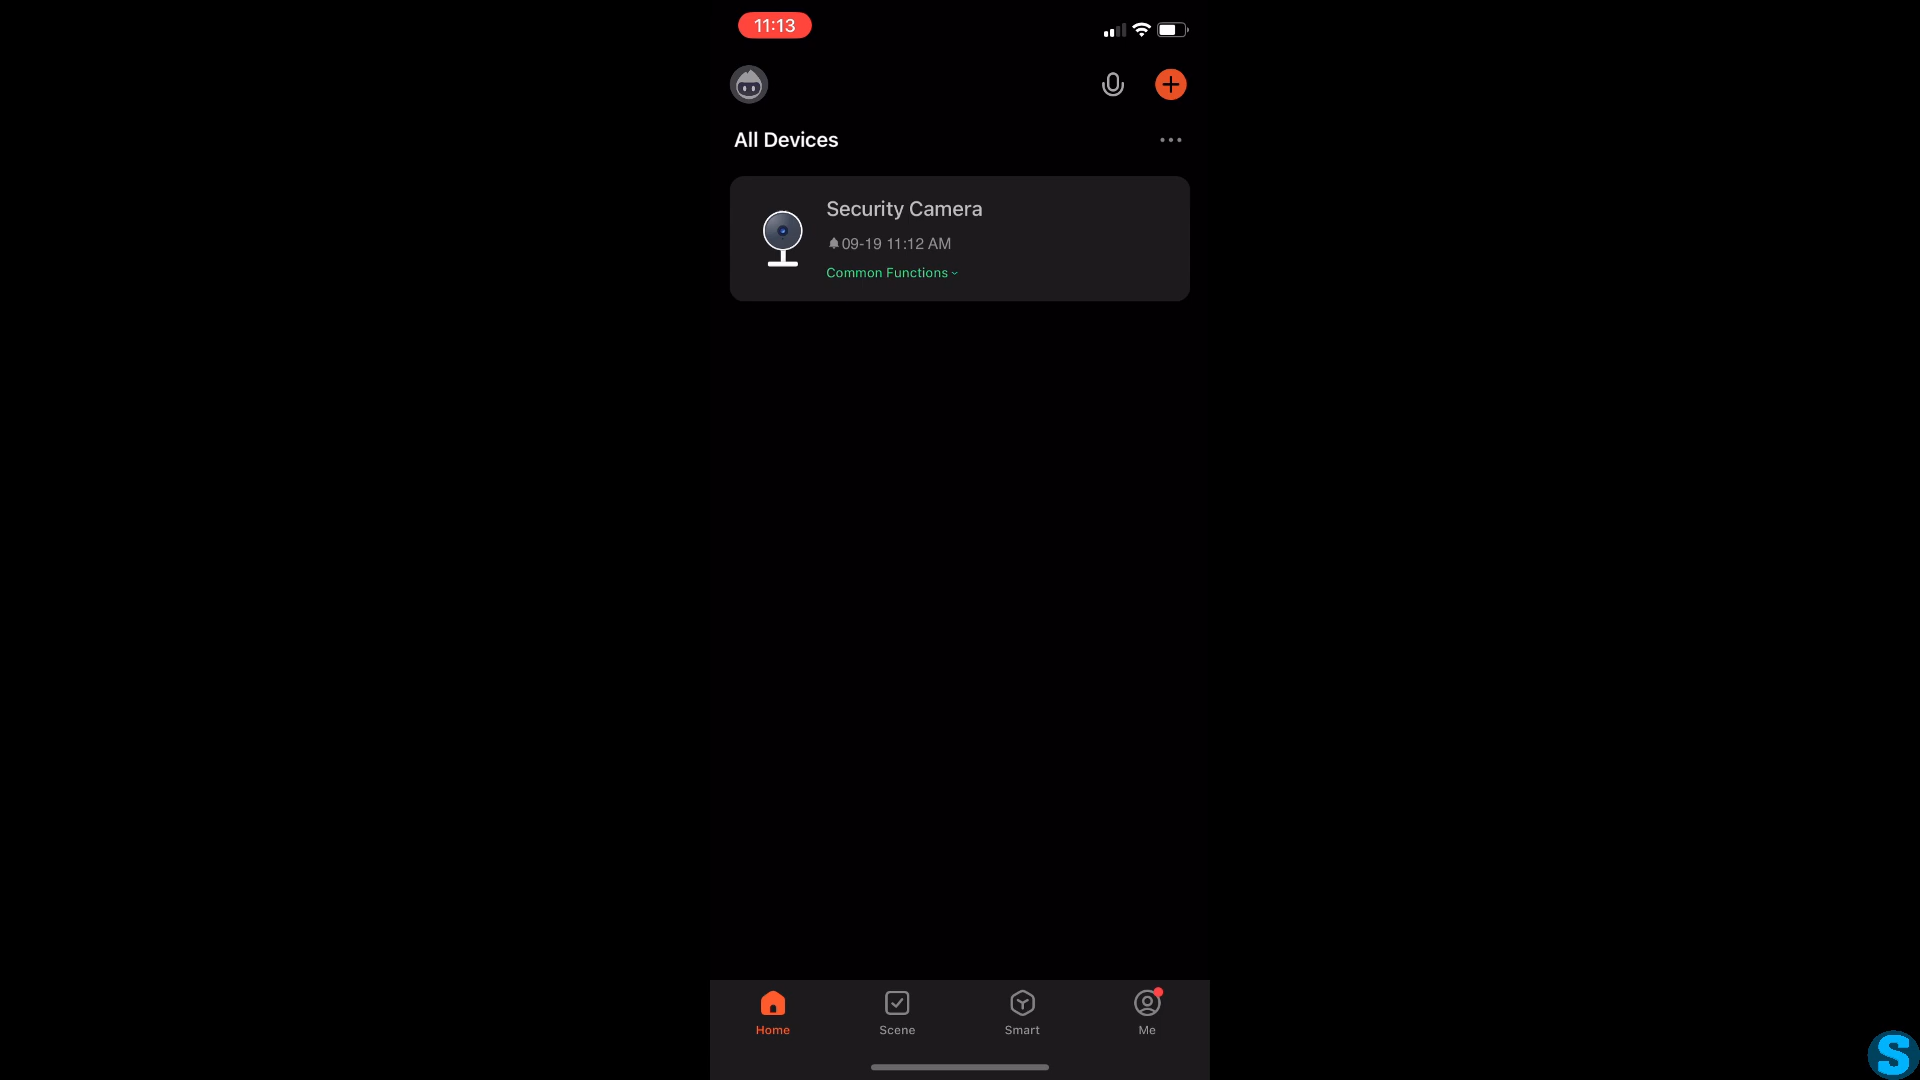 11:13
All Devices
Security Camera
09-19 11:12 AM
Common Functions
Home
Scene
Smart
Me
S